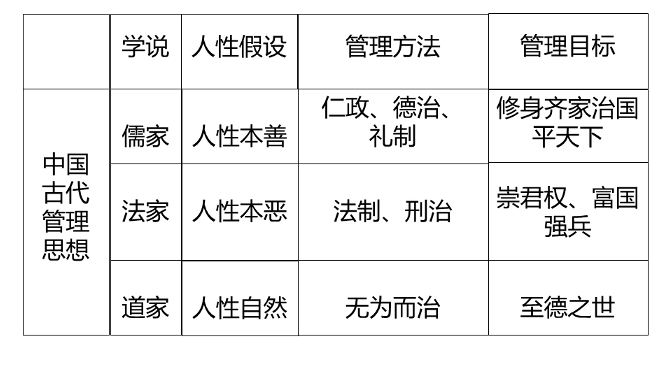 学说 人性假设 管理方法 管理目标
中国
古代
管理
思想
儒家 人性本善
仁政、德治、
礼制
修身齐家治国
平天下
法家 人性本恶 法制、刑治
崇君权、富国
强兵
道家 人性自然 无为而治 至德之世